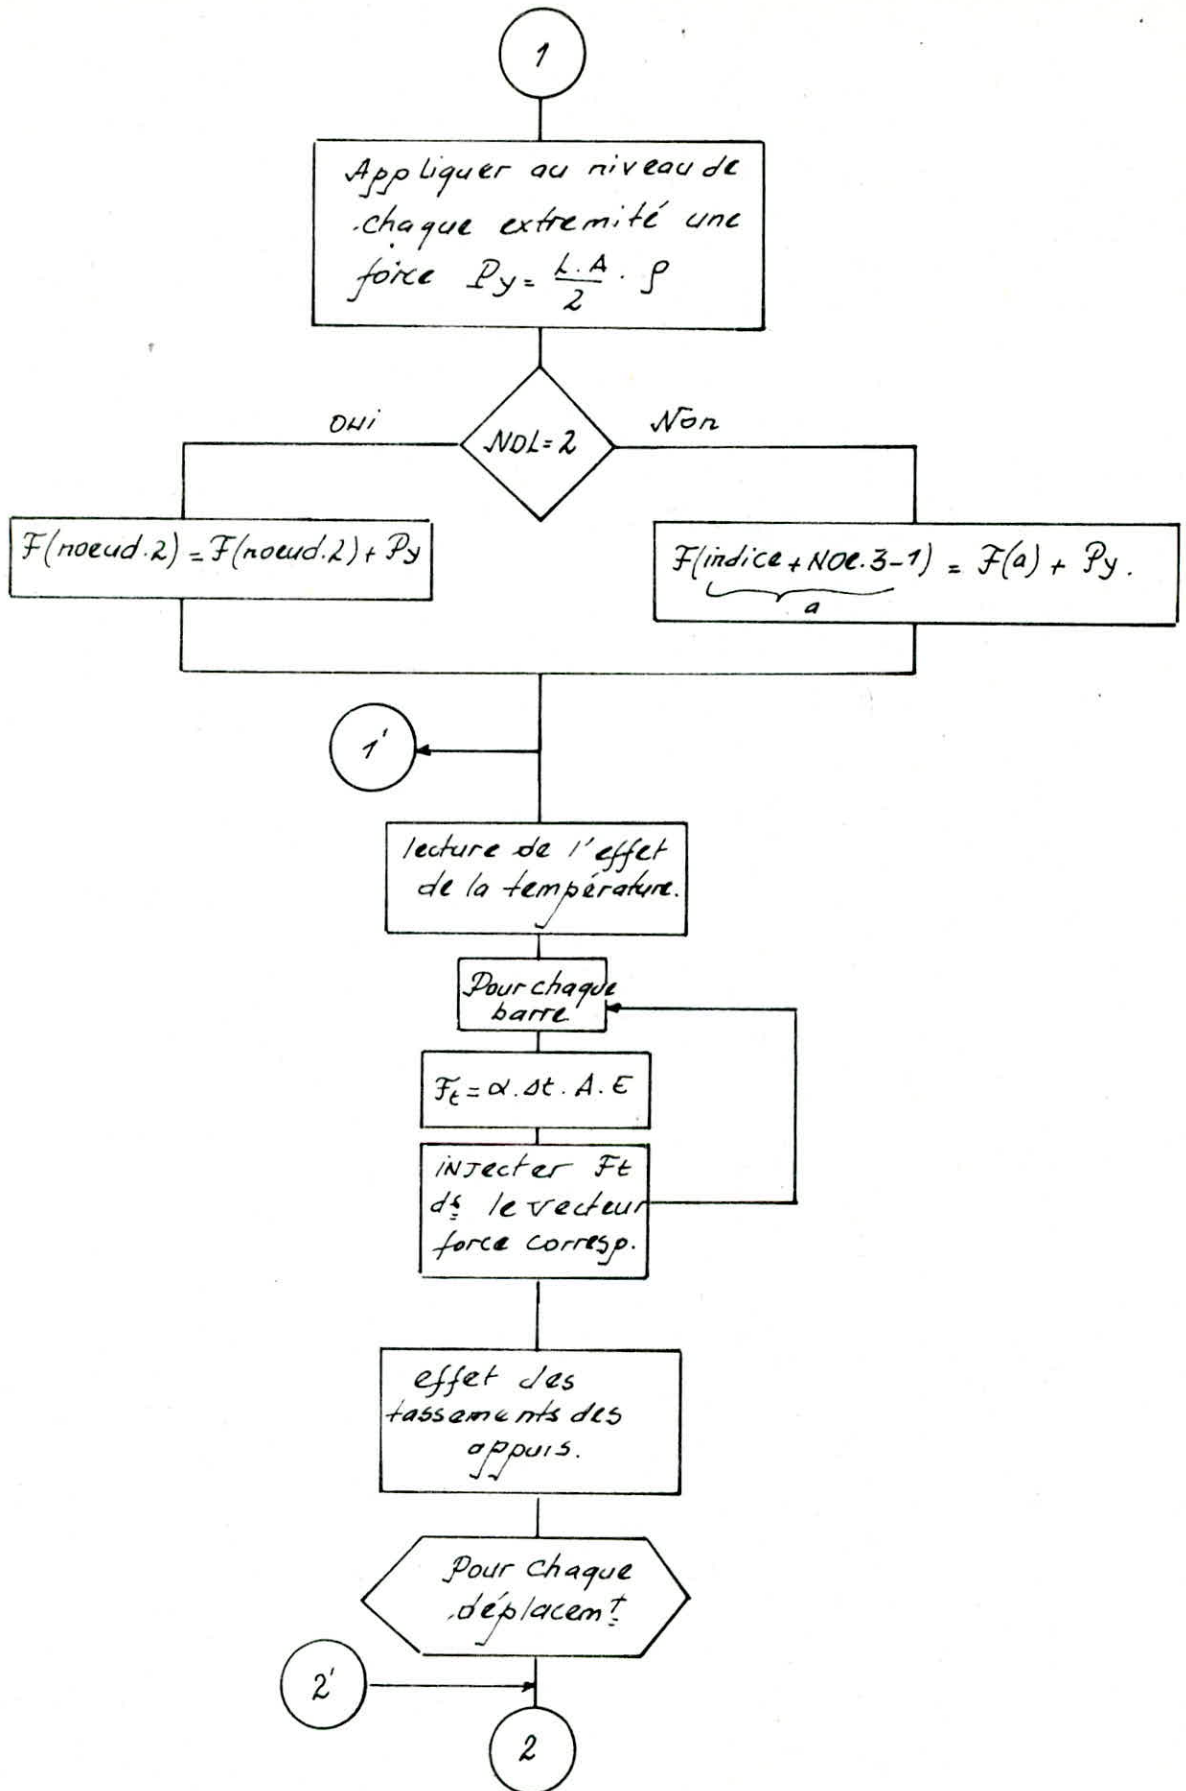 1
Appliquer au niveau de
chaque extremité une
force Py = L.A/2 . ρ
oui
Non
NDL=2
F(noeud.2) = F(noeud.2) + Py
F(indice + NOE.3-1) = F(a) + Py.
a
1'
lecture de l'effet
de la température.
Pour chaque
barre
Ft = α.Δt.A.E
injecter Ft
ds le vecteur
force corresp.
effet des
tassements des
appuis.
Pour chaque
déplacemt
2'
2